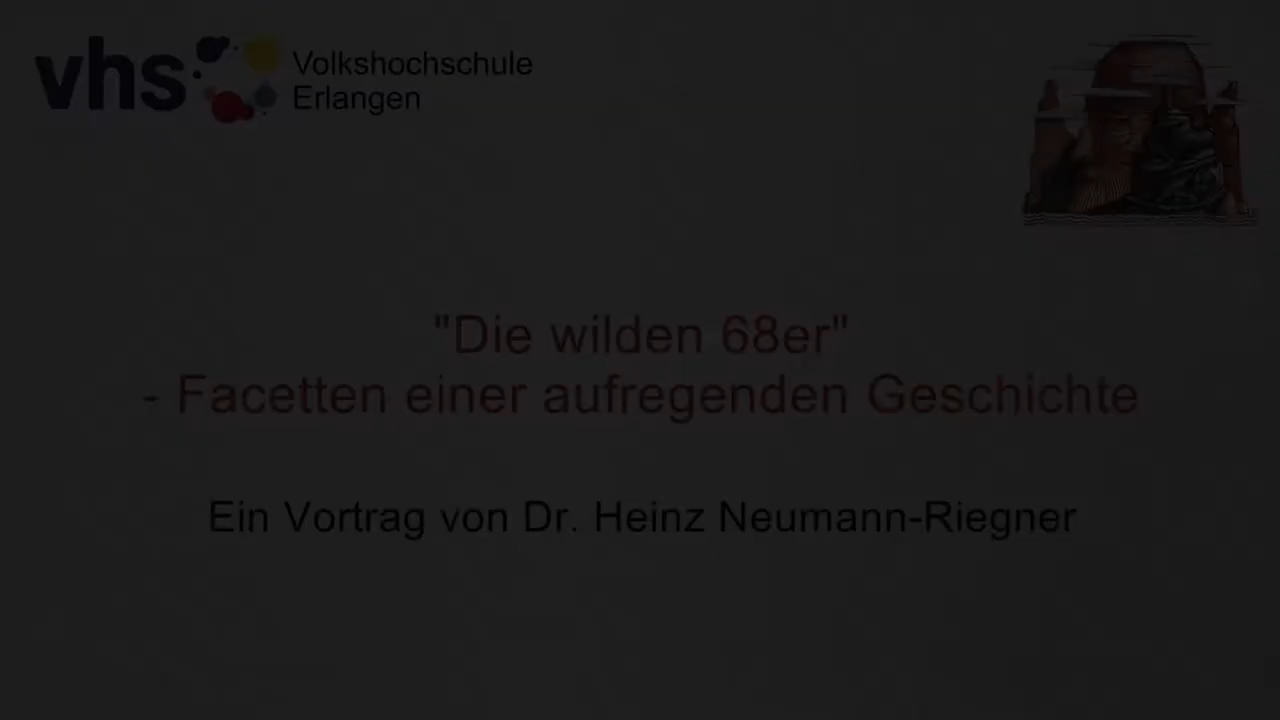 vhs Volkshochschule
Erlangen
"Die wilden 68er"
- Facetten einer aufregenden Geschichte
Ein Vortrag von Dr. Heinz Neumann-Riegner